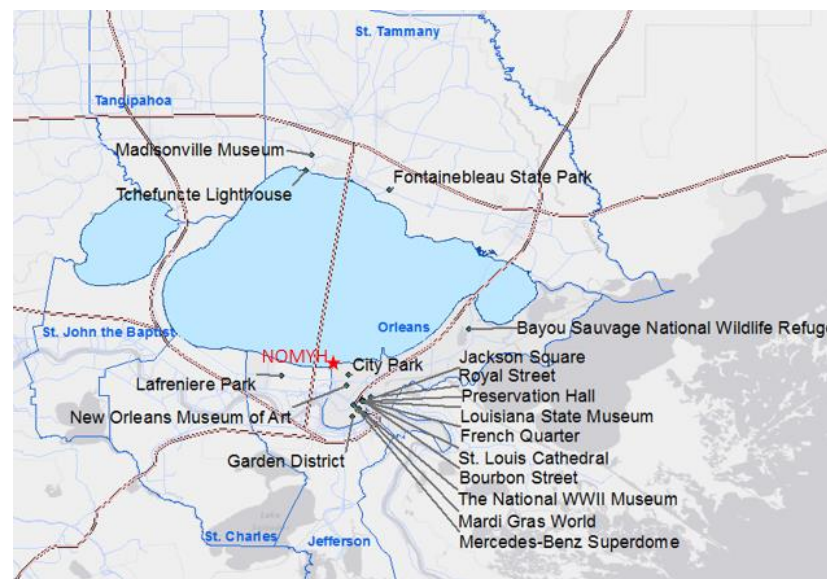 St. Tammany
Tangipahoa
Madisonville Museum
Fontainebleau State Park
Tchefuncte Lighthouse
St. John the Baptist
Orleans
Bayou Sauvage National Wildlife Refuge
NOMYH
City Park
Jackson Square
Lafreniere Park
Royal Street
Preservation Hall
New Orleans Museum of Art
Louisiana State Museum
French Quarter
Garden District
St. Louis Cathedral
Bourbon Street
The National WWII Museum
Mardi Gras World
St. Charles
Jefferson
Mercedes-Benz Superdome